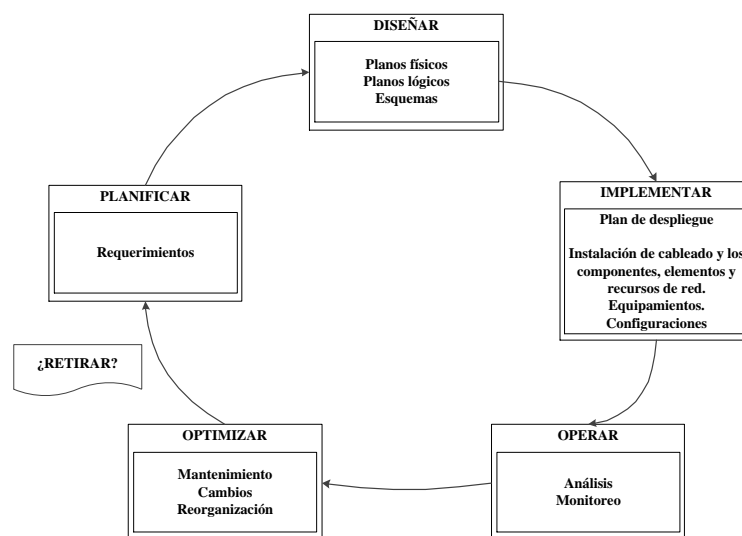 DISEÑAR
Planos físicos
Planos lógicos
Esquemas
PLANIFICAR
Requerimientos
IMPLEMENTAR
Plan de despliegue
Instalación de cableado y los
componentes, elementos y
recursos de red.
Equipamientos.
Configuraciones
¿RETIRAR?
OPTIMIZAR
Mantenimiento
Cambios
Reorganización
OPERAR
Análisis
Monitoreo